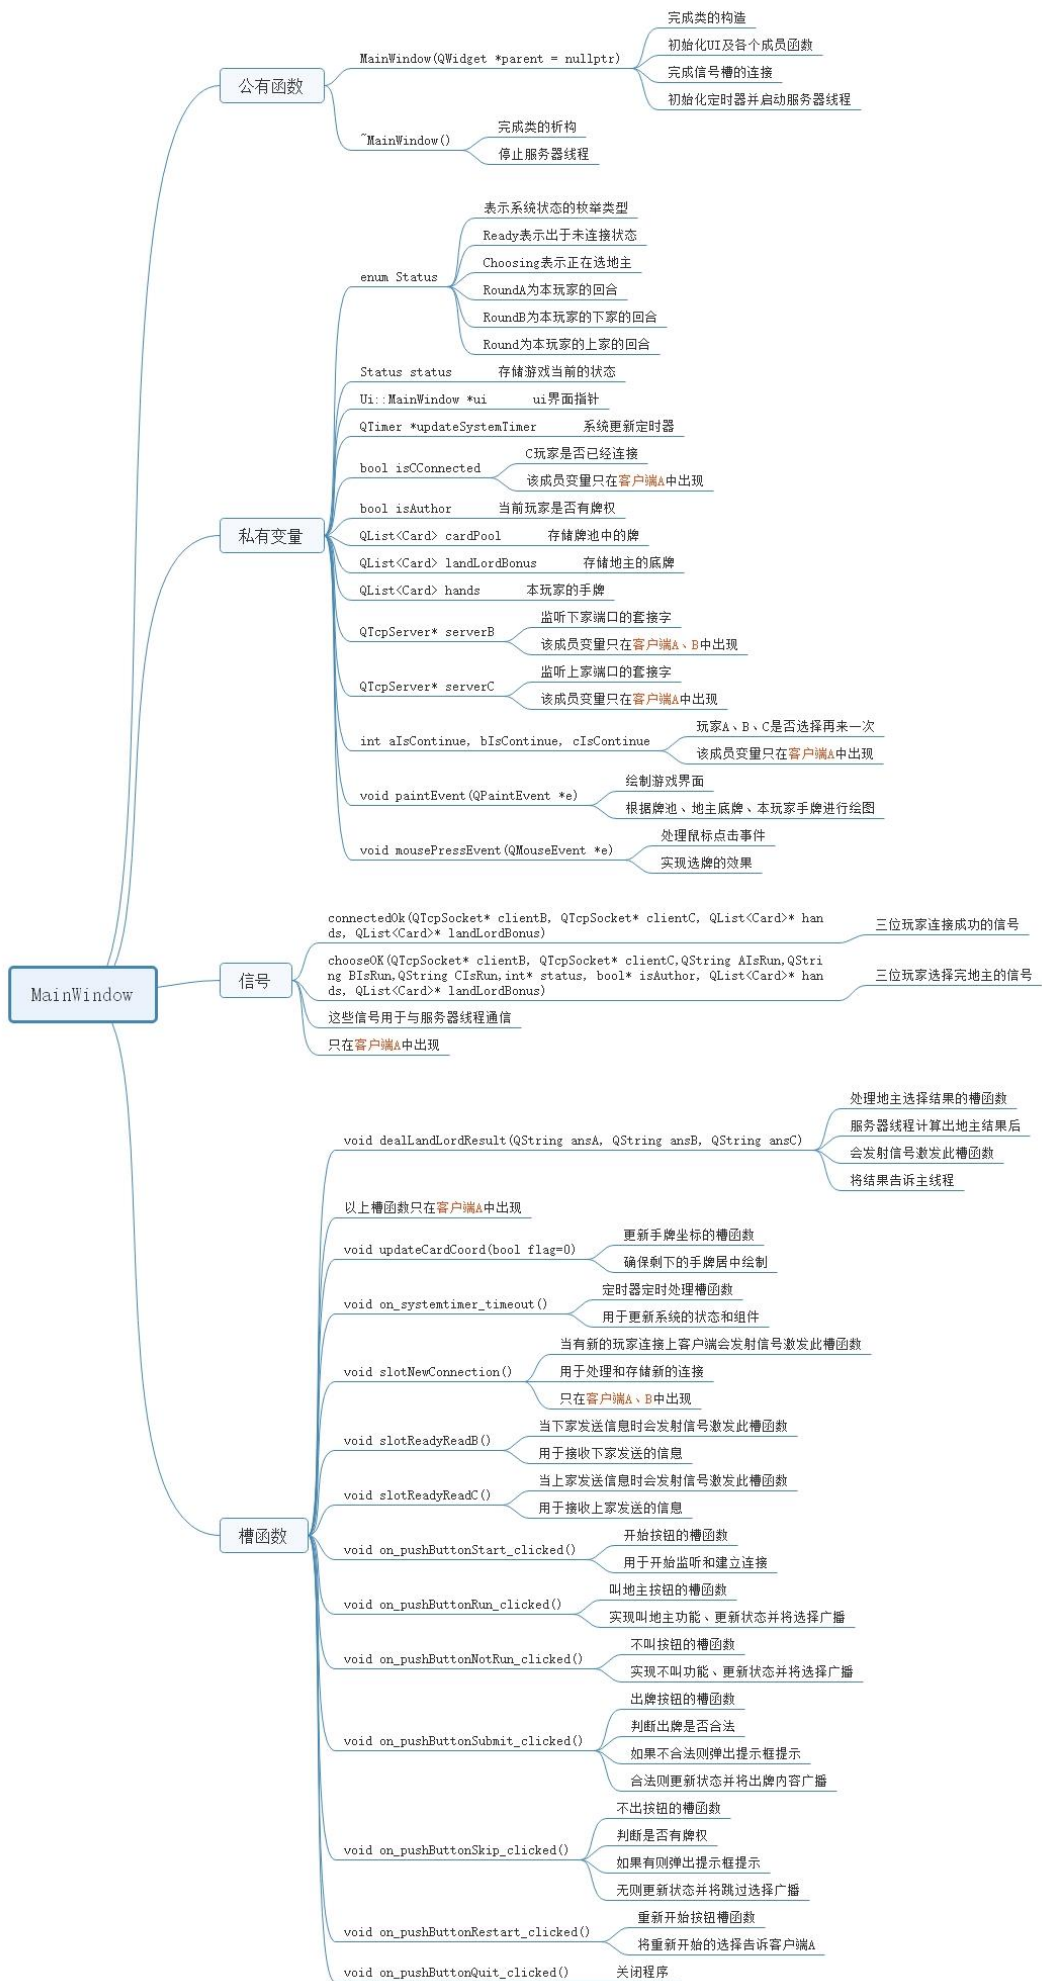 MainWindow
公有函数
MainWindow(QWidget *parent = nullptr)
完成类的构造
初始化UI及各个成员函数
完成信号槽的连接
初始化定时器并启动服务器线程
~MainWindow()
完成类的析构
停止服务器线程
私有变量
enum Status
表示系统状态的枚举类型
Ready表示出于未连接状态
Choosing表示正在选地主
RoundA为本玩家的回合
RoundB为本玩家的下家的回合
Round为本玩家的上家的回合
Status status 存储游戏当前的状态
Ui::MainWindow *ui ui界面指针
QTimer *updateSystemTimer 系统更新定时器
bool isCConnected
C玩家是否已经连接
该成员变量只在客户端A中出现
bool isAuthor 当前玩家是否有牌权
QList<Card> cardPool 存储牌池中的牌
QList<Card> landLordBonus 存储地主的底牌
QList<Card> hands 本玩家的手牌
QTcpServer* serverB
监听下家端口的套接字
该成员变量只在客户端A、B中出现
QTcpServer* serverC
监听上家端口的套接字
该成员变量只在客户端A中出现
int aIsContinue, bIsContinue, cIsContinue
玩家A、B、C是否选择再来一次
该成员变量只在客户端A中出现
void paintEvent(QPaintEvent *e)
绘制游戏界面
根据牌池、地主底牌、本玩家手牌进行绘图
void mousePressEvent(QMouseEvent *e)
处理鼠标点击事件
实现选牌的效果
信号
connectedOk(QTcpSocket* clientB, QTcpSocket* clientC, QList<Card>* han
ds, QList<Card>* landLordBonus)
三位玩家连接成功的信号
chooseOK(QTcpSocket* clientB, QTcpSocket* clientC,QString AIsRun,QStri
ng BIsRun,QString CIsRun,int* status, bool* isAuthor, QList<Card>* han
ds, QList<Card>* landLordBonus)
三位玩家选择完地主的信号
这些信号用于与服务器线程通信
只在客户端A中出现
槽函数
void dealLandLordResult(QString ansA, QString ansB, QString ansC)
处理地主选择结果的槽函数
服务器线程计算出地主结果后
会发射信号激发此槽函数
将结果告诉主线程
以上槽函数只在客户端A中出现
void updateCardCoord(bool flag=0)
更新手牌坐标的槽函数
确保剩下的手牌居中绘制
void on_systemtimer_timeout()
定时器定时处理槽函数
用于更新系统的状态和组件
void slotNewConnection()
当有新的玩家连接上客户端会发射信号激发此槽函数
用于处理和存储新的连接
只在客户端A、B中出现
void slotReadyReadB()
当下家发送信息时会发射信号激发此槽函数
用于接收下家发送的信息
void slotReadyReadC()
当上家发送信息时会发射信号激发此槽函数
用于接收上家发送的信息
void on_pushButtonStart_clicked()
开始按钮的槽函数
用于开始监听和建立连接
void on_pushButtonRun_clicked()
叫地主按钮的槽函数
实现叫地主功能、更新状态并将选择广播
void on_pushButtonNotRun_clicked()
不叫按钮的槽函数
实现不叫功能、更新状态并将选择广播
void on_pushButtonSubmit_clicked()
出牌按钮的槽函数
判断出牌是否合法
如果不合法则弹出提示框提示
合法则更新状态并将出牌内容广播
void on_pushButtonSkip_clicked()
不出按钮的槽函数
判断是否有牌权
如果有则弹出提示框提示
无则更新状态并将跳过选择广播
void on_pushButtonRestart_clicked()
重新开始按钮槽函数
将重新开始的选择告诉客户端A
void on_pushButtonQuit_clicked() 关闭程序